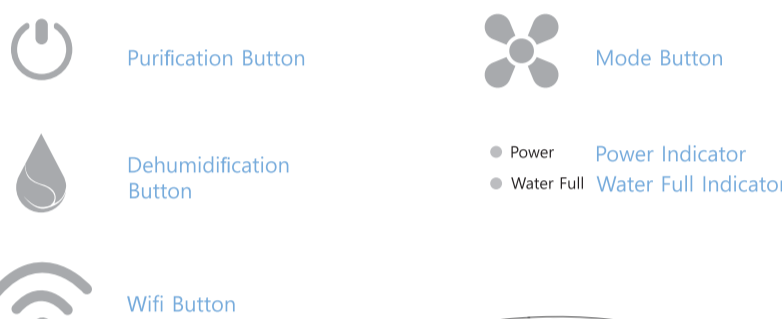 Purification Button
Mode Button
Dehumidification
Button
Power
Power Indicator
Water Full
Water Full Indicator
Wifi Button